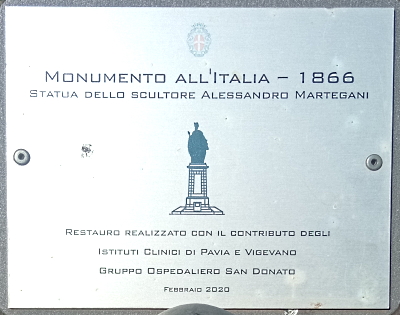 Monumento all'Italia – 1866
Statua dello scultore Alessandro Martegani
Restauro realizzato con il contributo degli
Istituti Clinici di Pavia e Vigevano
Gruppo Ospedaliero San Donato
Febbraio 2020